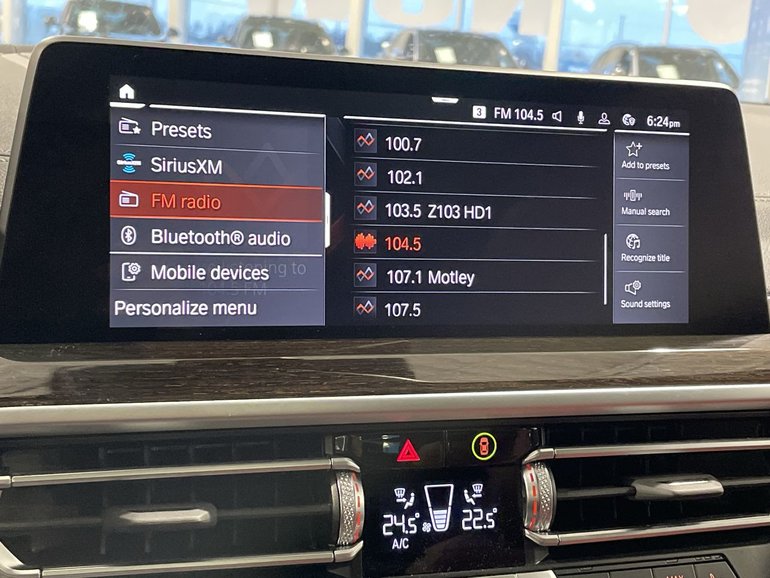 3 FM 104.5 6:24pm
Presets
SiriusXM
FM radio
Bluetooth® audio
Mobile devices
Personalize menu
100.7
102.1
103.5 Z103 HD1
104.5
107.1 Motley
107.5
Add to presets
Manual search
Recognize title
Sound settings
24.5° 22.5°
A/C